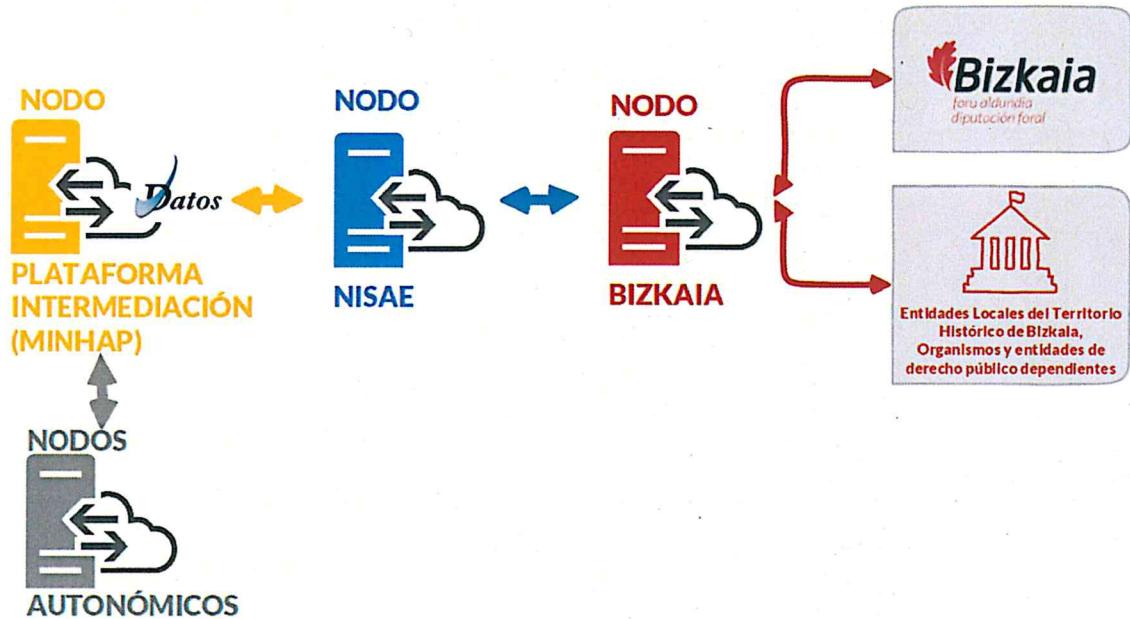 NODO
Datos
PLATAFORMA
INTERMEDIACIÓN
(MINHAP)
NODOS
AUTONÓMICOS
NODO
NISAE
NODO
BIZKAIA
Bizkaia
foru aldundia
diputación foral
Entidades Locales del Territorio
Histórico de Bizkaia,
Organismos y entidades de
derecho público dependientes